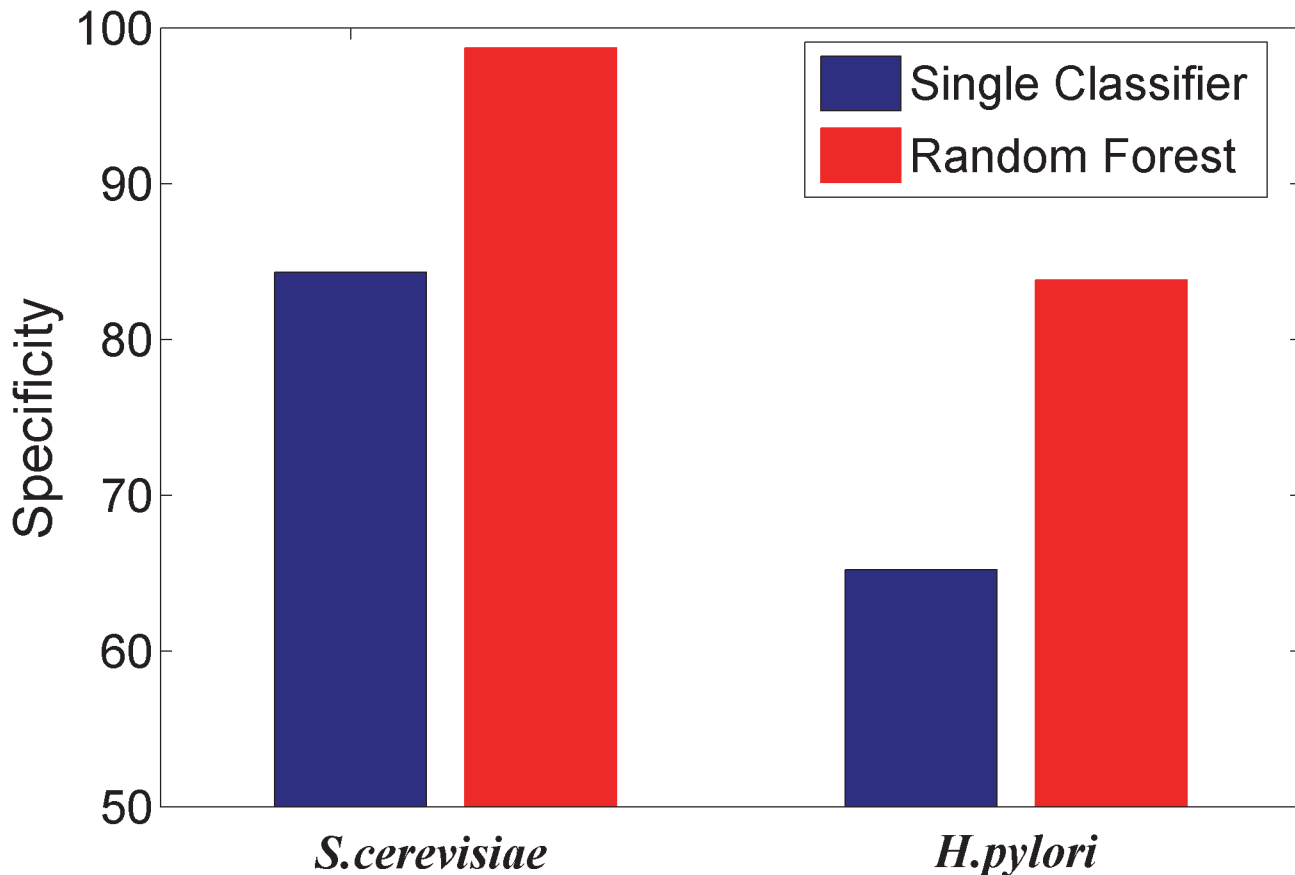 Specificity
100
90
80
70
60
50
Single Classifier
Random Forest
S.cerevisiae
H.pylori